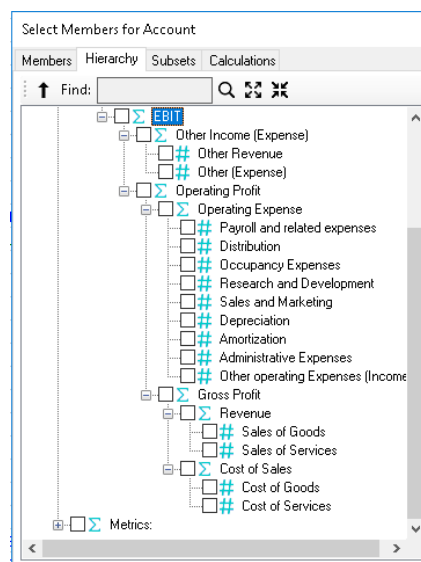 Select Members for Account
Members Hierarchy Subsets Calculations
Find:
EBIT
Other Income (Expense)
Other Revenue
Other (Expense)
Operating Profit
Operating Expense
Payroll and related expenses
Distribution
Occupancy Expenses
Research and Development
Sales and Marketing
Depreciation
Amortization
Administrative Expenses
Other operating Expenses (Income
Gross Profit
Revenue
Sales of Goods
Sales of Services
Cost of Sales
Cost of Goods
Cost of Services
Metrics: